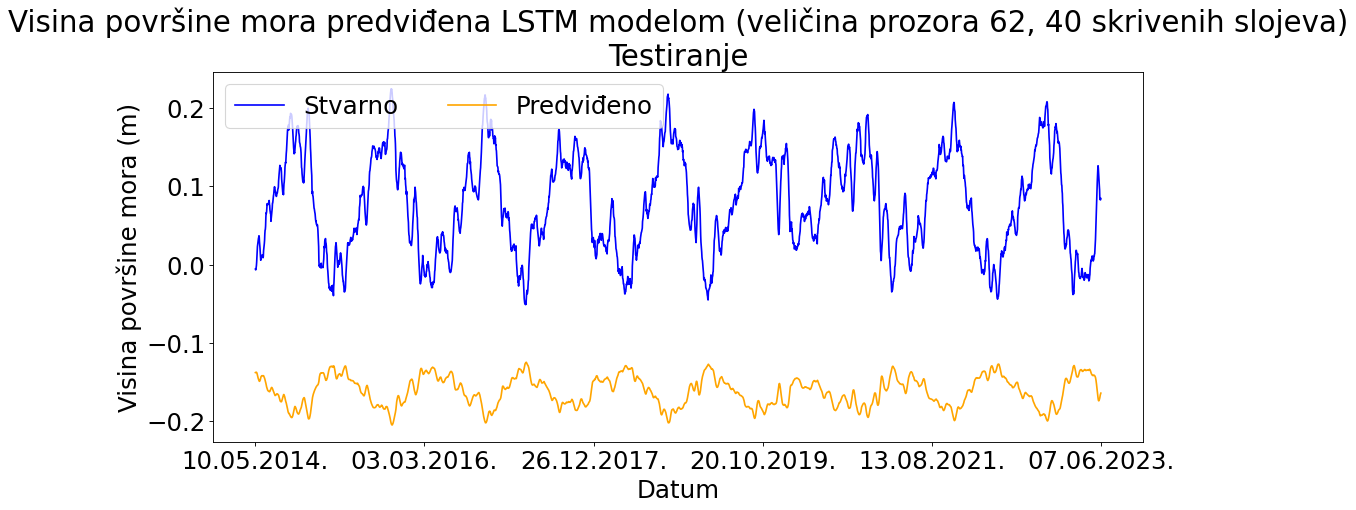 Visina površine mora predviđena LSTM modelom (veličina prozora 62, 40 skrivenih slojeva)
Testiranje
Stvarno Predviđeno
Visina površine mora (m)
0.2
0.1
0.0
−0.1
−0.2
10.05.2014. 03.03.2016. 26.12.2017. 20.10.2019. 13.08.2021. 07.06.2023.
Datum